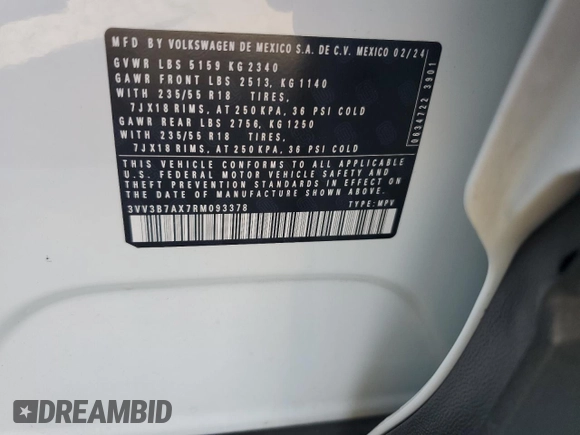 MFD BY VOLKSWAGEN DE MEXICO S.A. DE C.V. MEXICO 02/24
GVWR LBS 5159 KG 2340
GAWR FRONT LBS 2513, KG 1140
WITH 235/55 R18 TIRES,
7JX18 RIMS, AT 250 KPA, 36 PSI COLD
GAWR REAR LBS 2756, KG 1250
WITH 235/55 R18 TIRES,
7JX18 RIMS, AT 250 KPA, 36 PSI COLD
THIS VEHICLE CONFORMS TO ALL APPLICABLE
U.S. FEDERAL MOTOR VEHICLE SAFETY AND
THEFT PREVENTION STANDARDS IN EFFECT ON
THE DATE OF MANUFACTURE SHOWN ABOVE.
3VV3B7AX7RM093378 TYPE: MPV
0634722 3901
DREAMBID